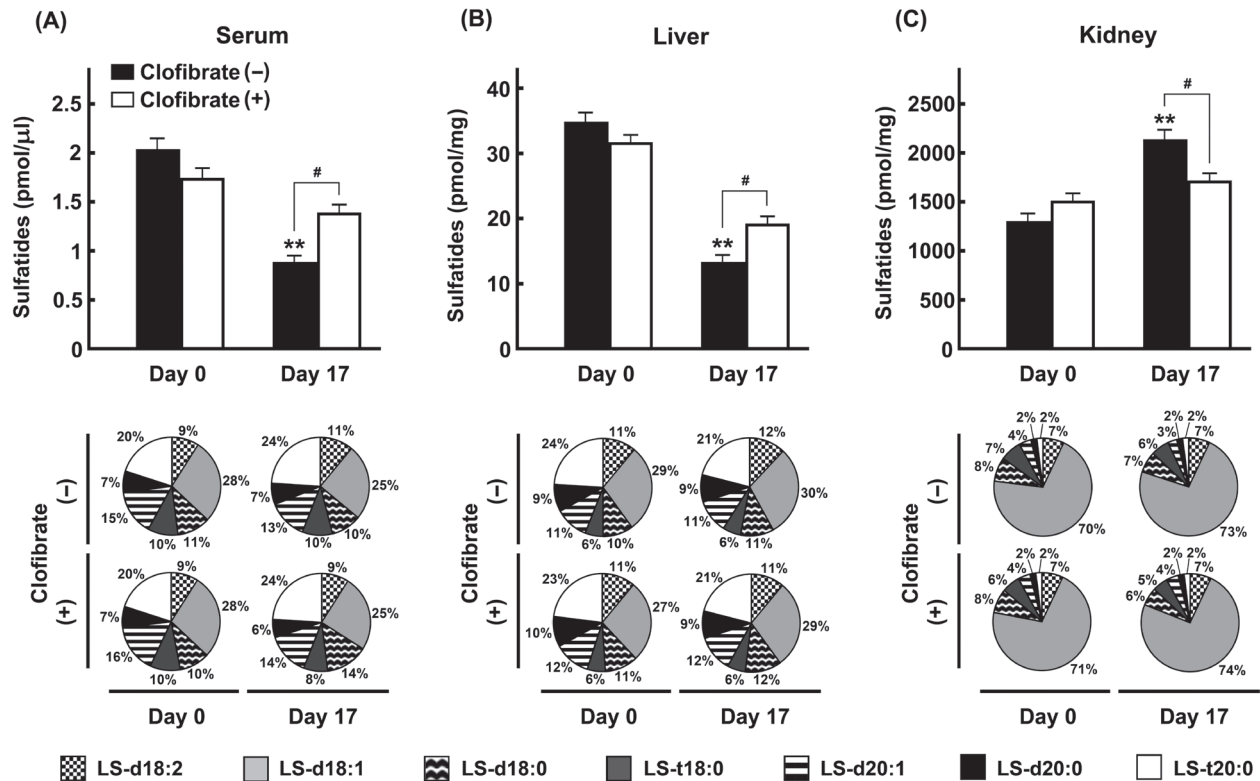 (A)
Serum
Clofibrate (−)
Clofibrate (+)
Sulfatides (pmol/µl)
2.5
2
1.5
1
0.5
0
**
#
Day 0
Day 17
(B)
Liver
Sulfatides (pmol/mg)
40
30
20
10
0
**
#
Day 0
Day 17
(C)
Kidney
Sulfatides (pmol/mg)
2500
2000
1500
1000
500
0
**
#
Day 0
Day 17
Clofibrate
(−)
20% 9% 28% 11% 10% 15% 7%
24% 11% 25% 10% 10% 13% 7%
(+)
20% 9% 28% 10% 10% 16% 7%
24% 9% 25% 14% 8% 14% 6%
Day 0
Day 17
Clofibrate
(−)
24% 11% 29% 10% 6% 11% 9%
21% 12% 30% 11% 6% 11% 9%
(+)
23% 11% 27% 11% 6% 12% 10%
21% 11% 29% 12% 6% 12% 9%
Day 0
Day 17
Clofibrate
(−)
2% 2% 7% 70% 8% 7% 4%
2% 2% 7% 73% 7% 6% 3%
(+)
2% 2% 7% 71% 8% 6% 4%
2% 2% 7% 74% 6% 5% 4%
Day 0
Day 17
LS-d18:2 LS-d18:1 LS-d18:0 LS-t18:0 LS-d20:1 LS-d20:0 LS-t20:0